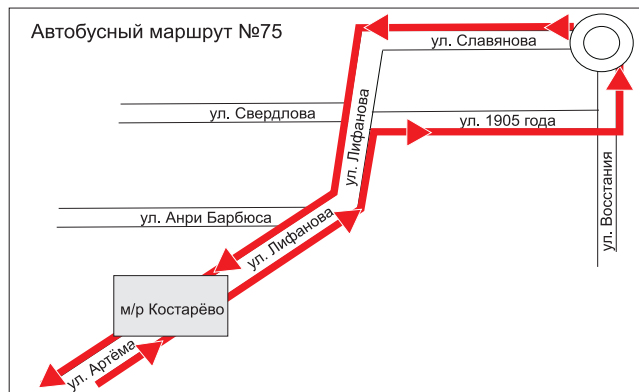 Автобусный маршрут №75
ул. Славянова
ул. Свердлова
ул. 1905 года
ул. Лифанова
ул. Восстания
ул. Анри Барбюса
ул. Лифанова
м/р Костарёво
ул. Артёма